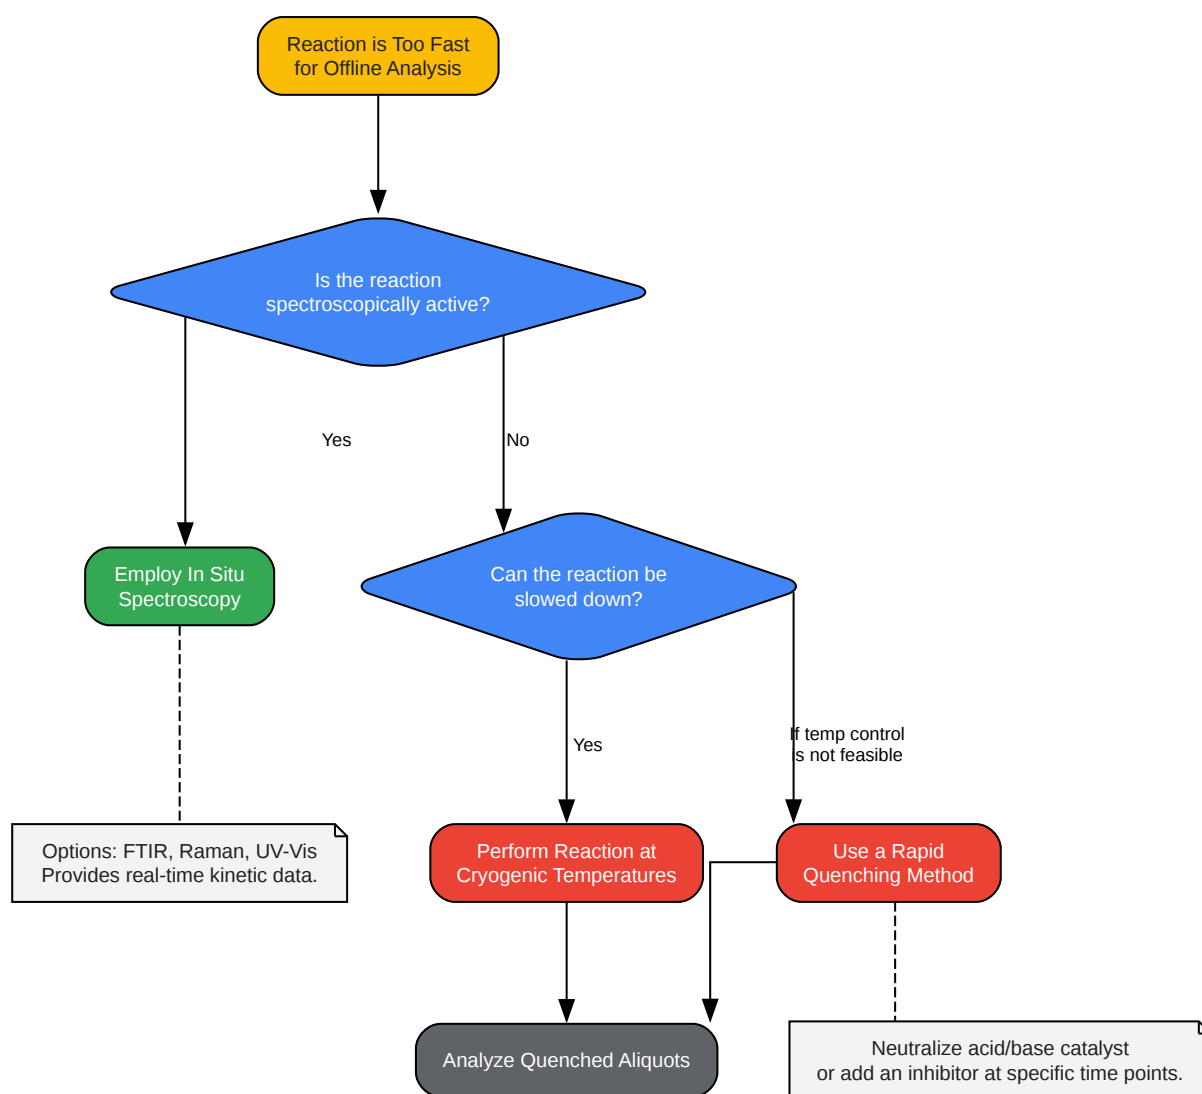 Reaction is Too Fast
for Offline Analysis
Is the reaction
spectroscopically active?
Yes
No
Employ In Situ
Spectroscopy
Can the reaction be
slowed down?
Yes
If temp control
is not feasible
Options: FTIR, Raman, UV-Vis
Provides real-time kinetic data.
Perform Reaction at
Cryogenic Temperatures
Use a Rapid
Quenching Method
Analyze Quenched Aliquots
Neutralize acid/base catalyst
or add an inhibitor at specific time points.